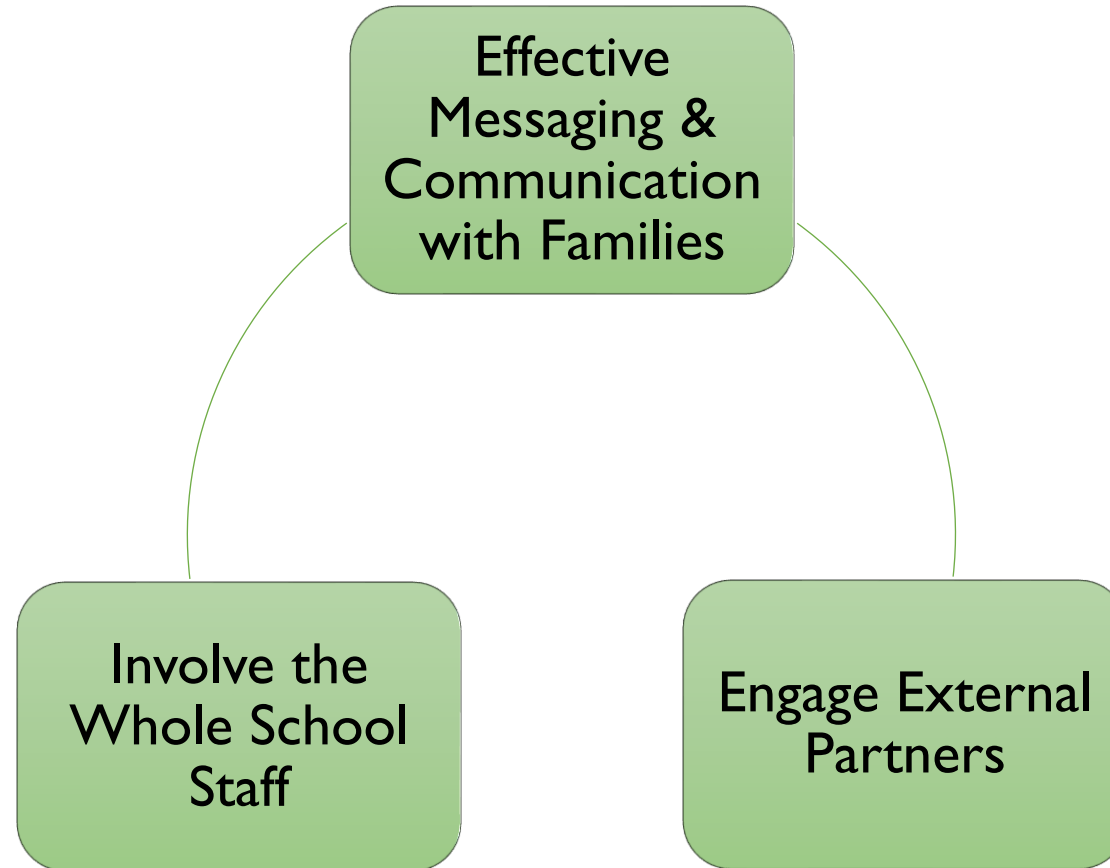 Effective
Messaging &
Communication
with Families
Involve the
Whole School
Staff
Engage External
Partners